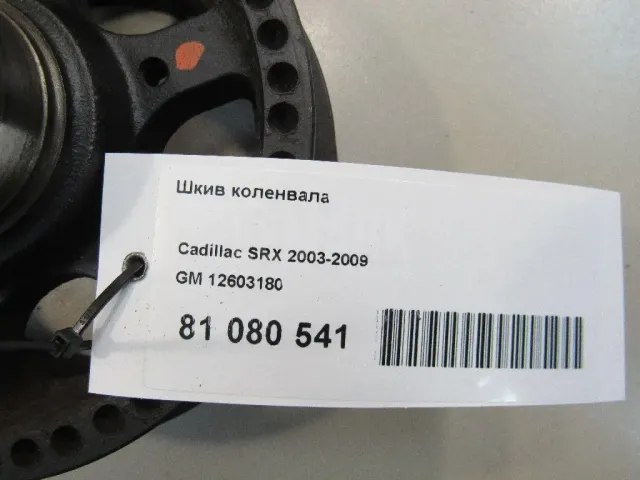 Шкив коленвала
Cadillac SRX 2003-2009
GM 12603180
81 080 541